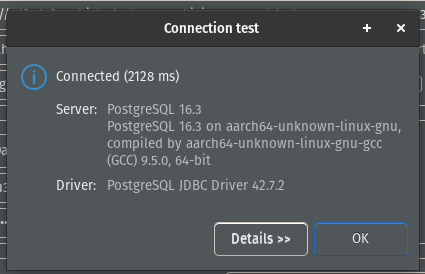 Connection test
Connected (2128 ms)
Server: PostgreSQL 16.3
PostgreSQL 16.3 on aarch64-unknown-linux-gnu,
compiled by aarch64-unknown-linux-gnu-gcc
(GCC) 9.5.0, 64-bit
Driver: PostgreSQL JDBC Driver 42.7.2
Details >>
OK